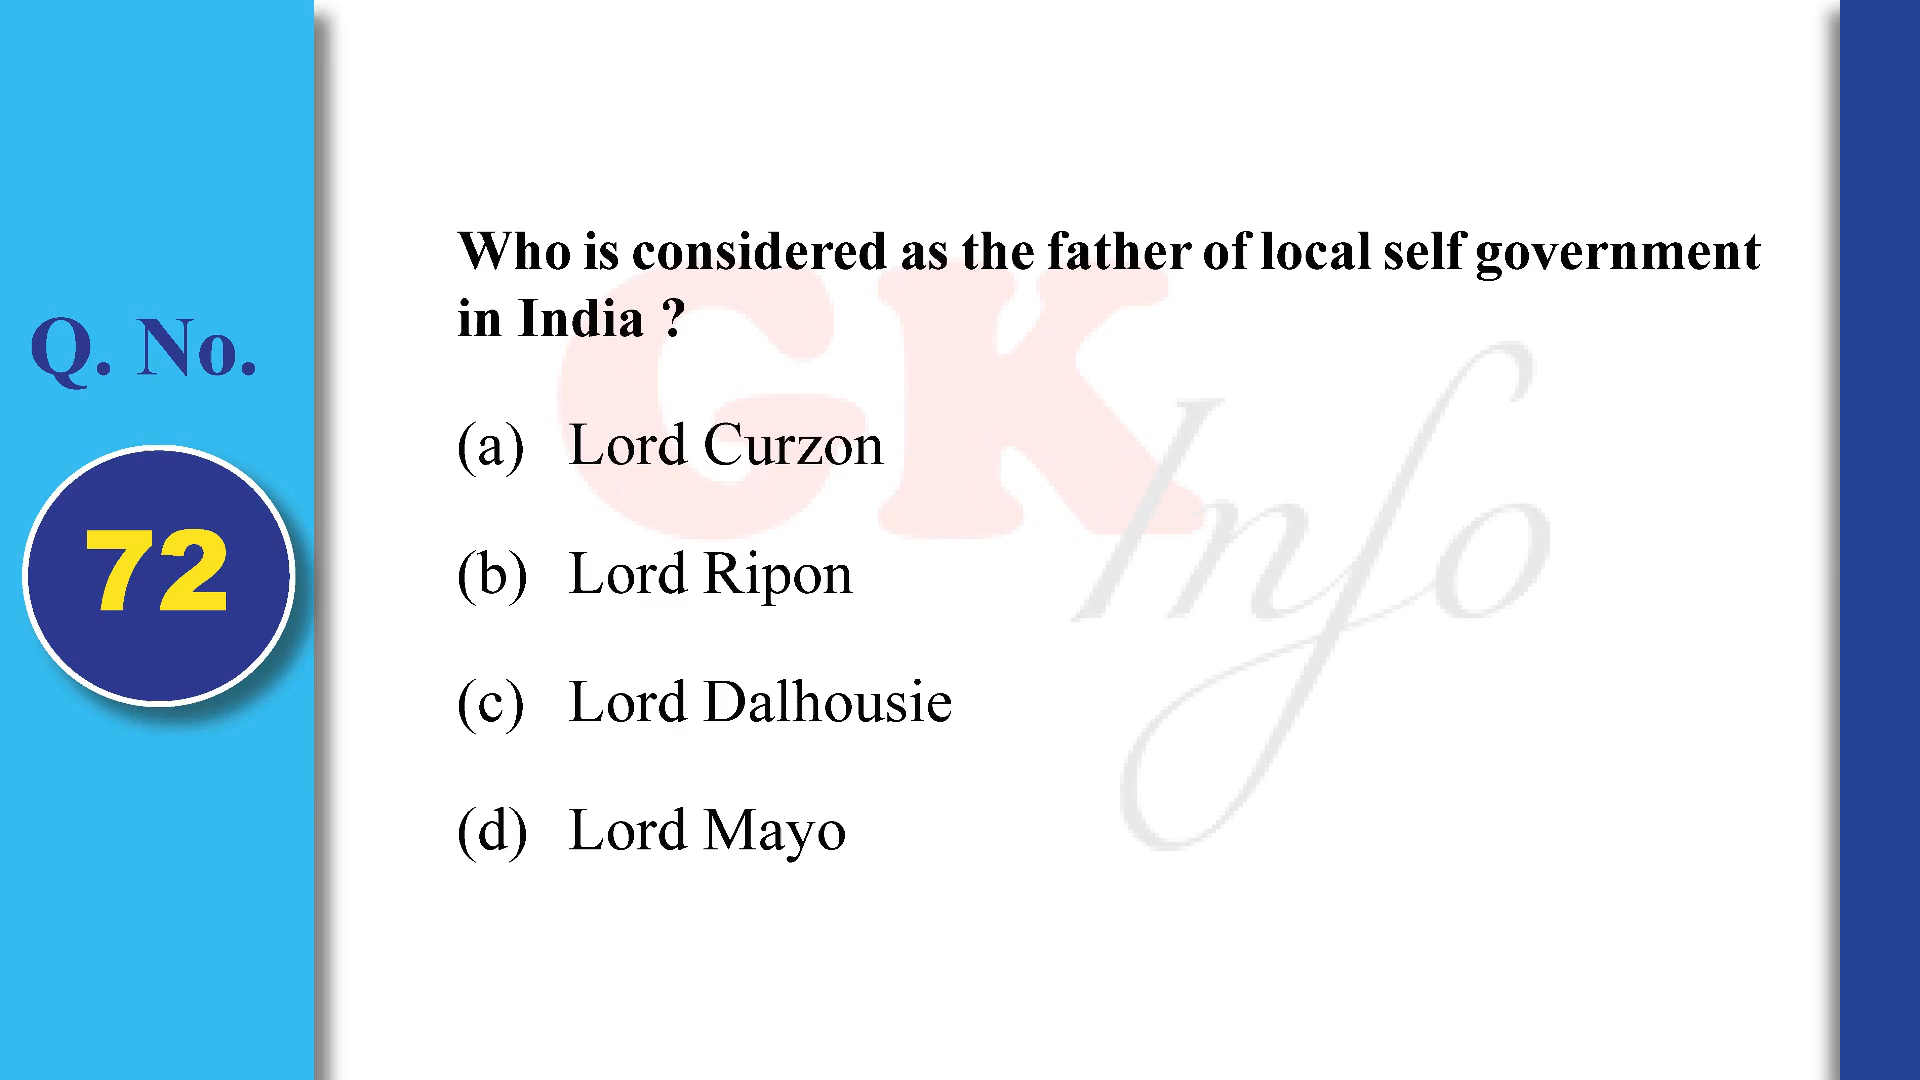 Who is considered as the father of local self government
in India ?
Q. No.
72
(a) Lord Curzon
(b) Lord Ripon
(c) Lord Dalhousie
(d) Lord Mayo
GK
Info